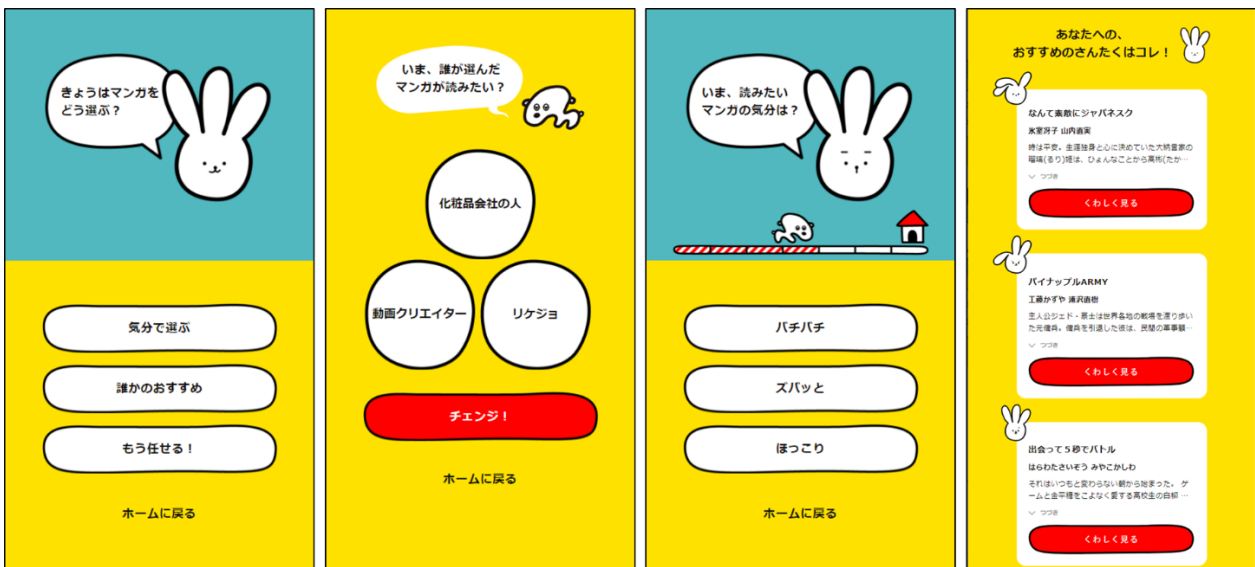 きょうはマンガを
どう選ぶ？
気分で選ぶ
誰かのおすすめ
もう任せる！
ホームに戻る
いま、誰が選んだ
マンガが読みたい？
化粧品会社の人
動画クリエイター
リケジョ
チェンジ！
ホームに戻る
いま、読みたい
マンガの気分は？
バチバチ
ズバッと
ほっこり
ホームに戻る
あなたへの、
おすすめのさんたくはコレ！
なんて素敵にジャパネスク
氷室冴子 山内直実
時は平安。生涯独身と心に決めていた大納言家の
瑠璃(るり)姫は、ひょんなことから高彬(たか…
つづき
くわしく見る
パイナップルARMY
工藤かずや 浦沢直樹
主人公ジェド・豪士は世界各地の戦場を渡り歩い
た元傭兵。傭兵を引退した彼は、民間の軍事顧…
つづき
くわしく見る
出会って５秒でバトル
はらわたさいぞう みやこかしわ
それはいつもと変わらない朝から始まった。 ゲ
ームと金平糖をこよなく愛する高校生の白柳 …
つづき
くわしく見る